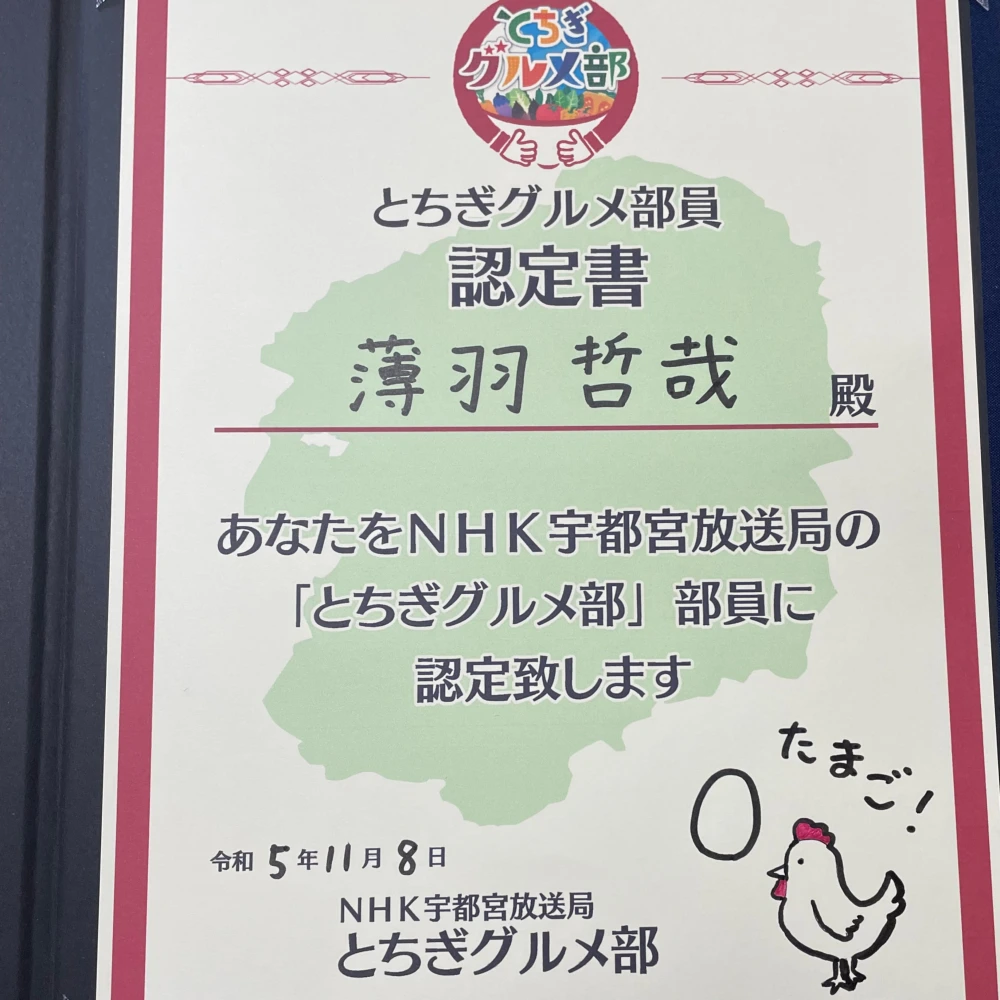 とちぎ
グルメ部
とちぎグルメ部員
認定書
薄羽 哲哉 殿
あなたをNHK宇都宮放送局の
「とちぎグルメ部」部員に
認定致します
たまご!
令和 5 年 11 月 8 日
NHK宇都宮放送局
とちぎグルメ部